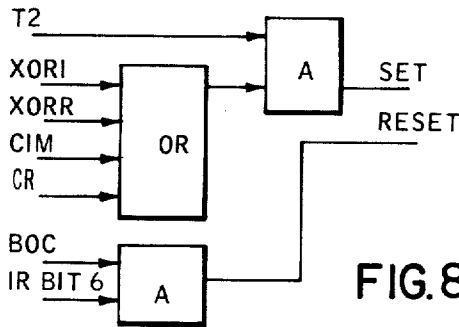 T2
A
SET
XORI
XORR
OR
CIM
CR
RESET
BOC
IR BIT 6
A
FIG.8